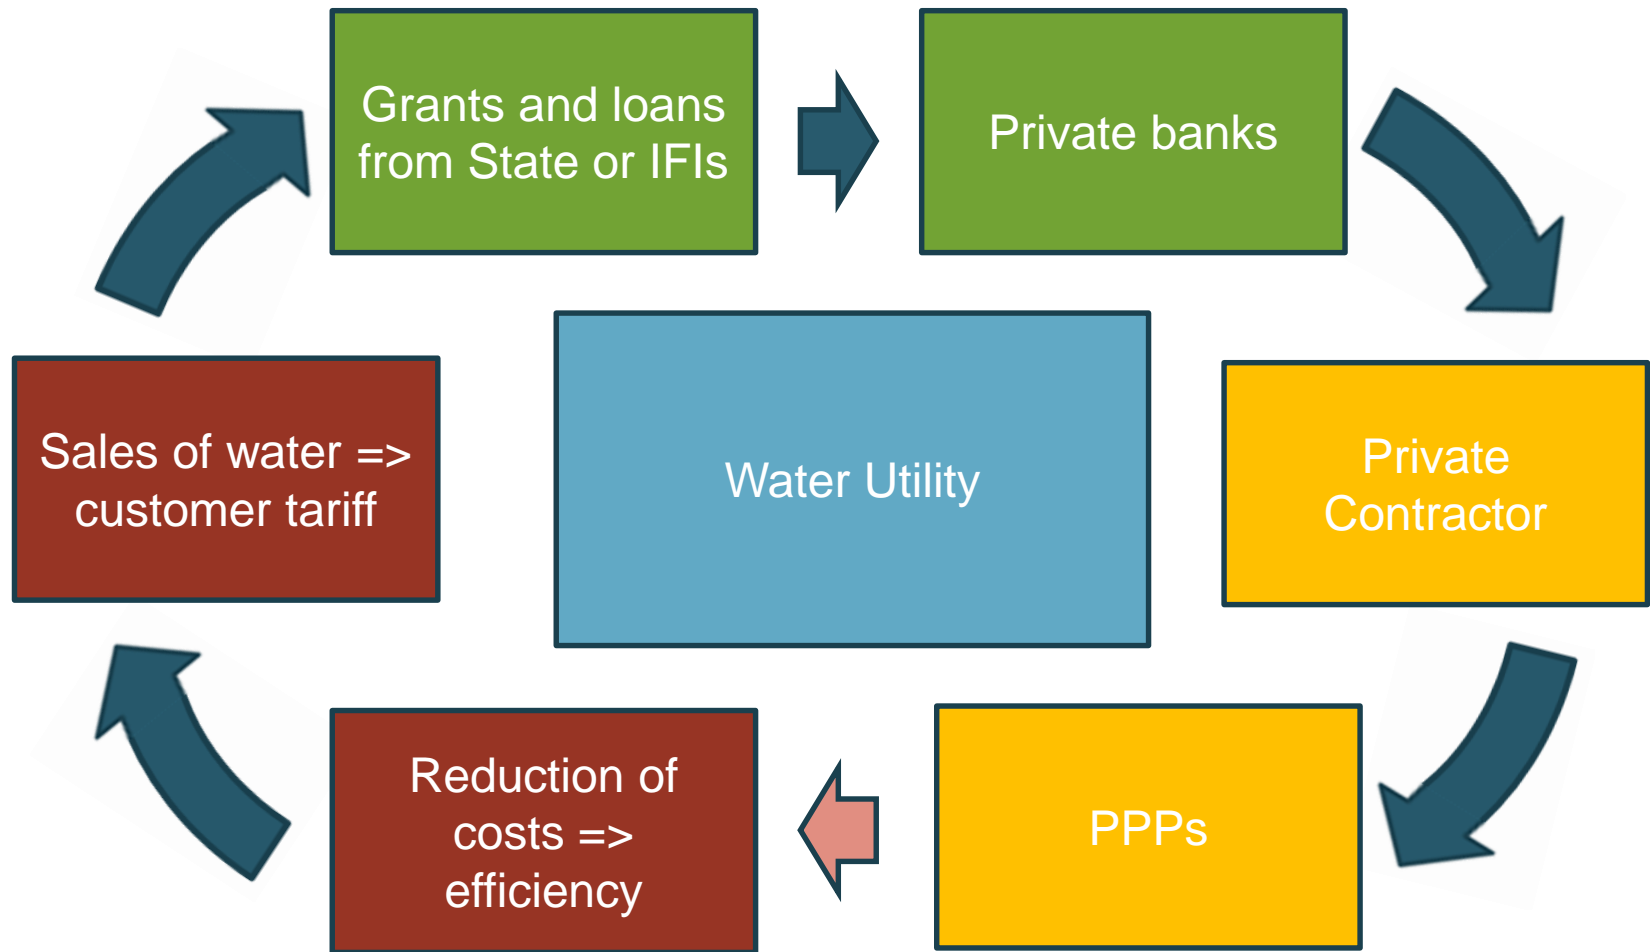 Grants and loans
from State or IFIs
Private banks
Sales of water =>
customer tariff
Water Utility
Private
Contractor
Reduction of
costs =>
efficiency
PPPs